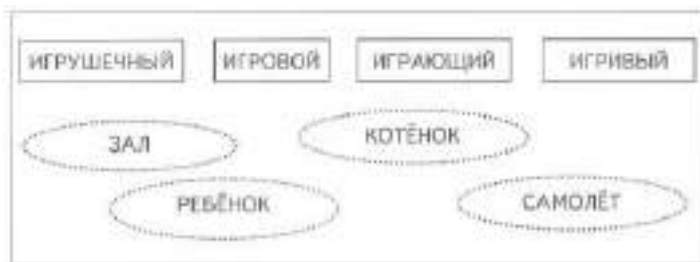 ИГРУШЕЧНЫЙ ИГРОВОЙ ИГРАЮЩИЙ ИГРИВЫЙ
ЗАЛ КОТЁНОК
РЕБЁНОК САМОЛЁТ